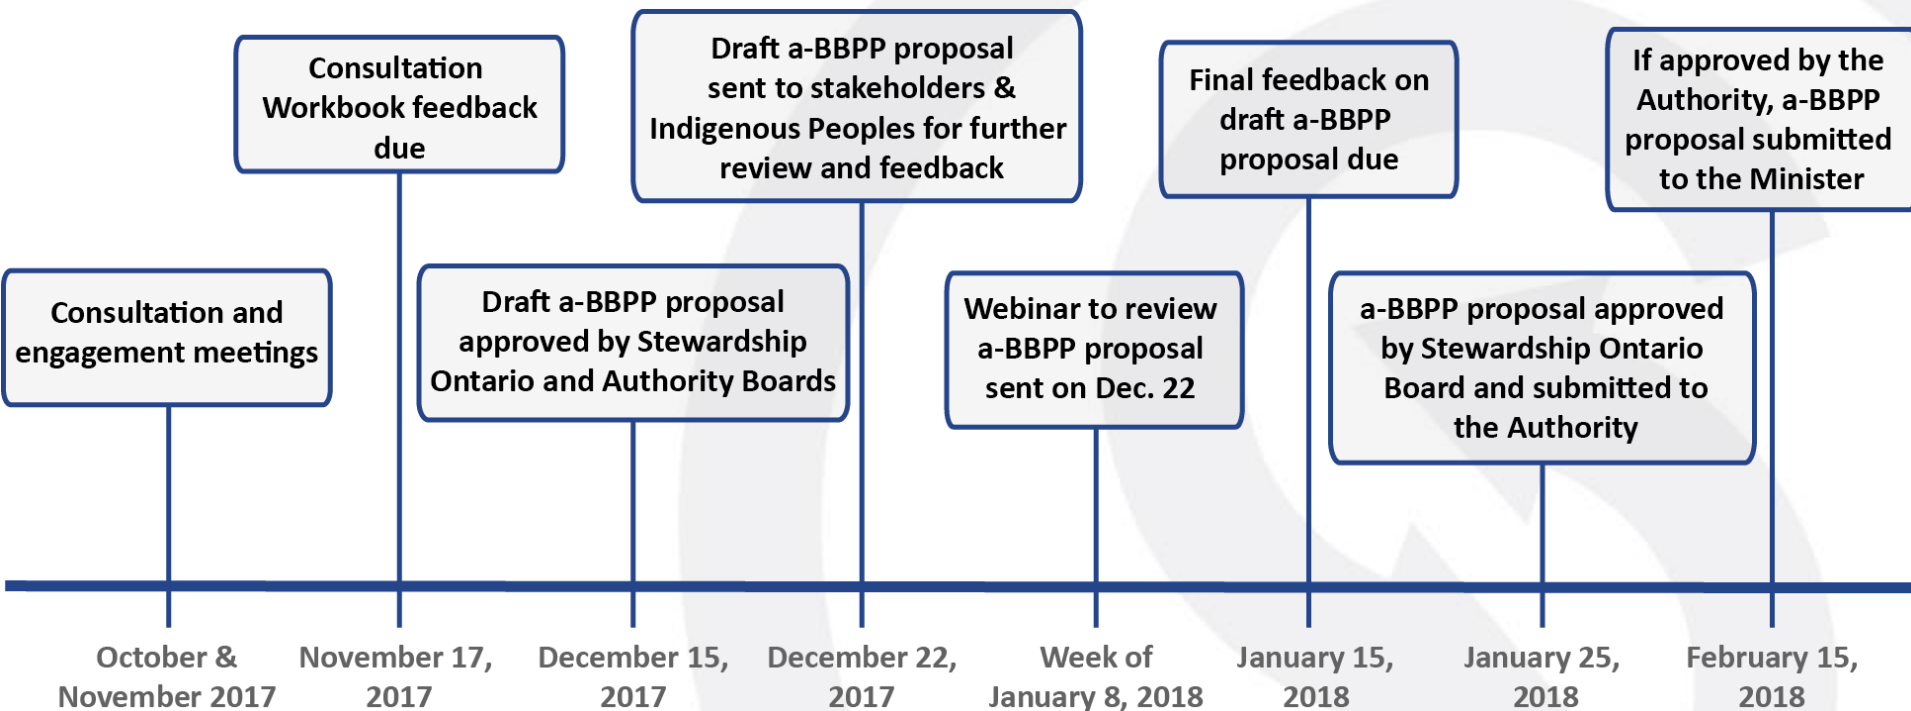 Consultation and
engagement meetings
October &
November 2017
Consultation
Workbook feedback
due
November 17,
2017
Draft a-BBPP proposal
approved by Stewardship
Ontario and Authority Boards
December 15,
2017
Draft a-BBPP proposal
sent to stakeholders &
Indigenous Peoples for further
review and feedback
December 22,
2017
Webinar to review
a-BBPP proposal
sent on Dec. 22
Week of
January 8, 2018
Final feedback on
draft a-BBPP
proposal due
January 15,
2018
a-BBPP proposal approved
by Stewardship Ontario
Board and submitted to
the Authority
January 25,
2018
If approved by the
Authority, a-BBPP
proposal submitted
to the Minister
February 15,
2018